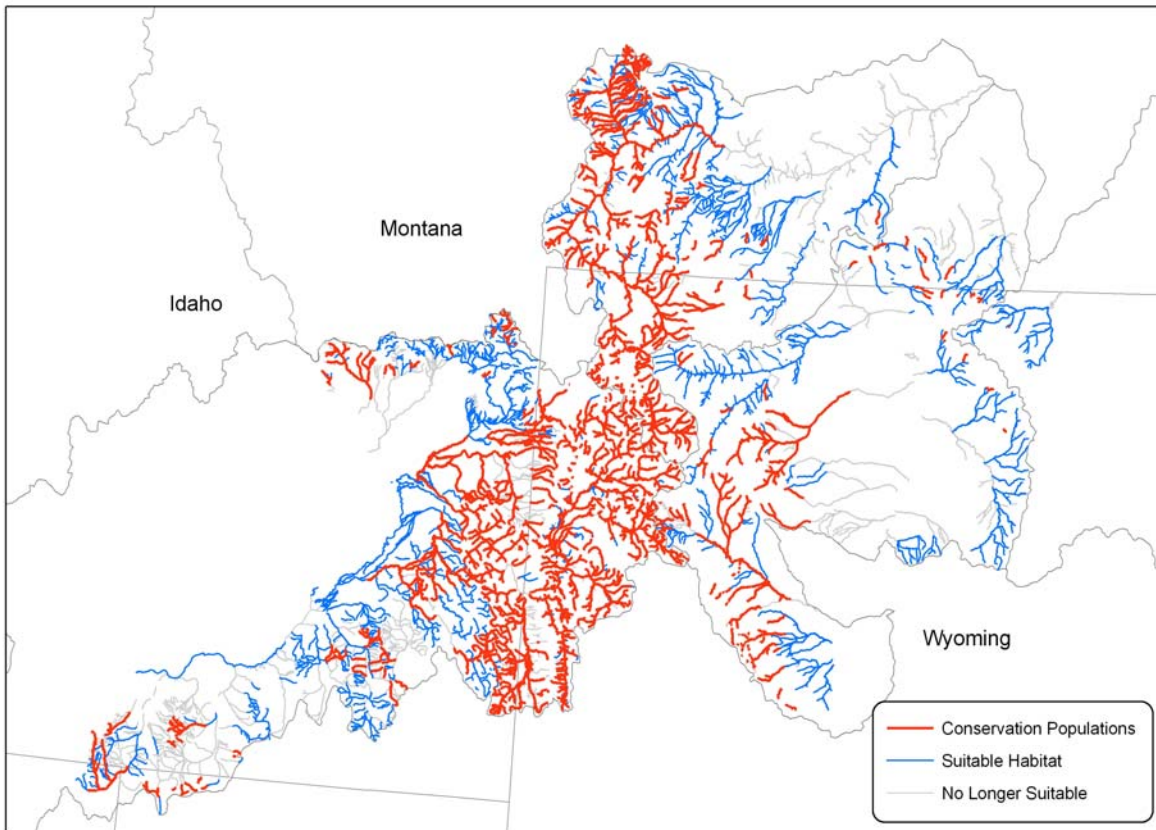 Montana
Idaho
Wyoming
Conservation Populations
Suitable Habitat
No Longer Suitable